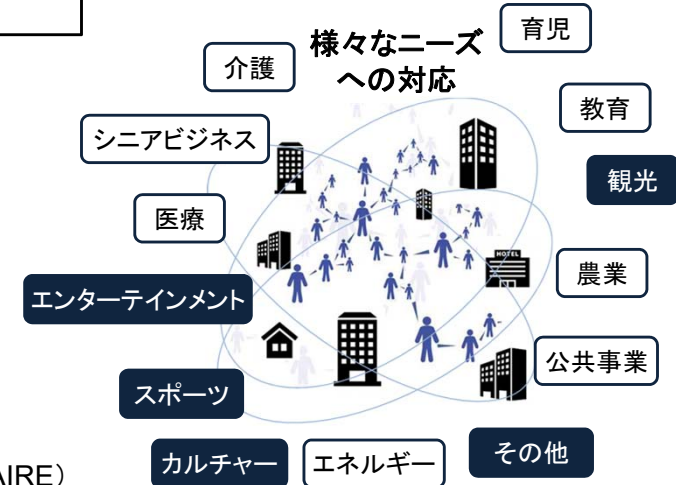 育児
様々なニーズ
への対応
介護
教育
シニアビジネス
観光
医療
HOTEL
農業
エンターテインメント
公共事業
スポーツ
カルチャー
エネルギー
その他
AIRE）